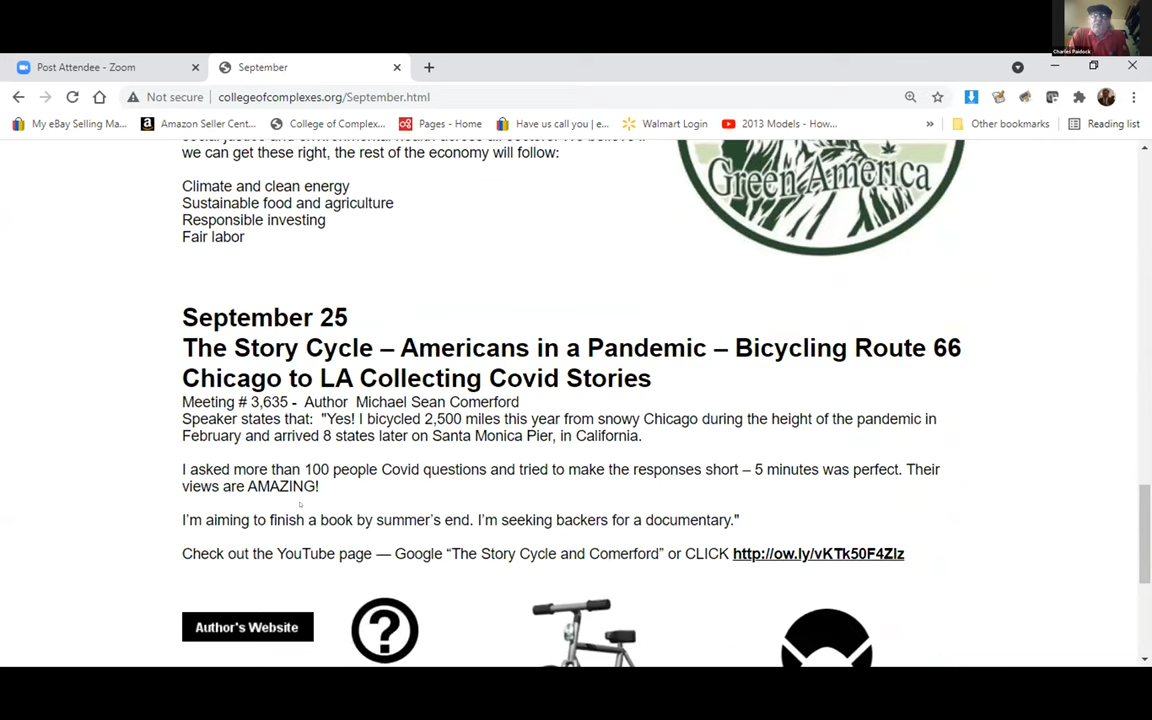 Charles Paidock
Post Attendee - Zoom
September
Not secure
collegeofcomplexes.org/September.html
My eBay Selling Ma...
Amazon Seller Cent...
College of Complex...
Pages - Home
Have us call you | e...
Walmart Login
2013 Models - How...
»
Other bookmarks
Reading list
we can get these right, the rest of the economy will follow:
Climate and clean energy
Sustainable food and agriculture
Responsible investing
Fair labor
Green America
September 25
The Story Cycle – Americans in a Pandemic – Bicycling Route 66
Chicago to LA Collecting Covid Stories
Meeting # 3,635 - Author Michael Sean Comerford
Speaker states that: "Yes! I bicycled 2,500 miles this year from snowy Chicago during the height of the pandemic in
February and arrived 8 states later on Santa Monica Pier, in California.
I asked more than 100 people Covid questions and tried to make the responses short – 5 minutes was perfect. Their
views are AMAZING!
I'm aiming to finish a book by summer's end. I'm seeking backers for a documentary."
Check out the YouTube page — Google “The Story Cycle and Comerford” or CLICK http://ow.ly/vKTk50F4Zlz
Author's Website
?